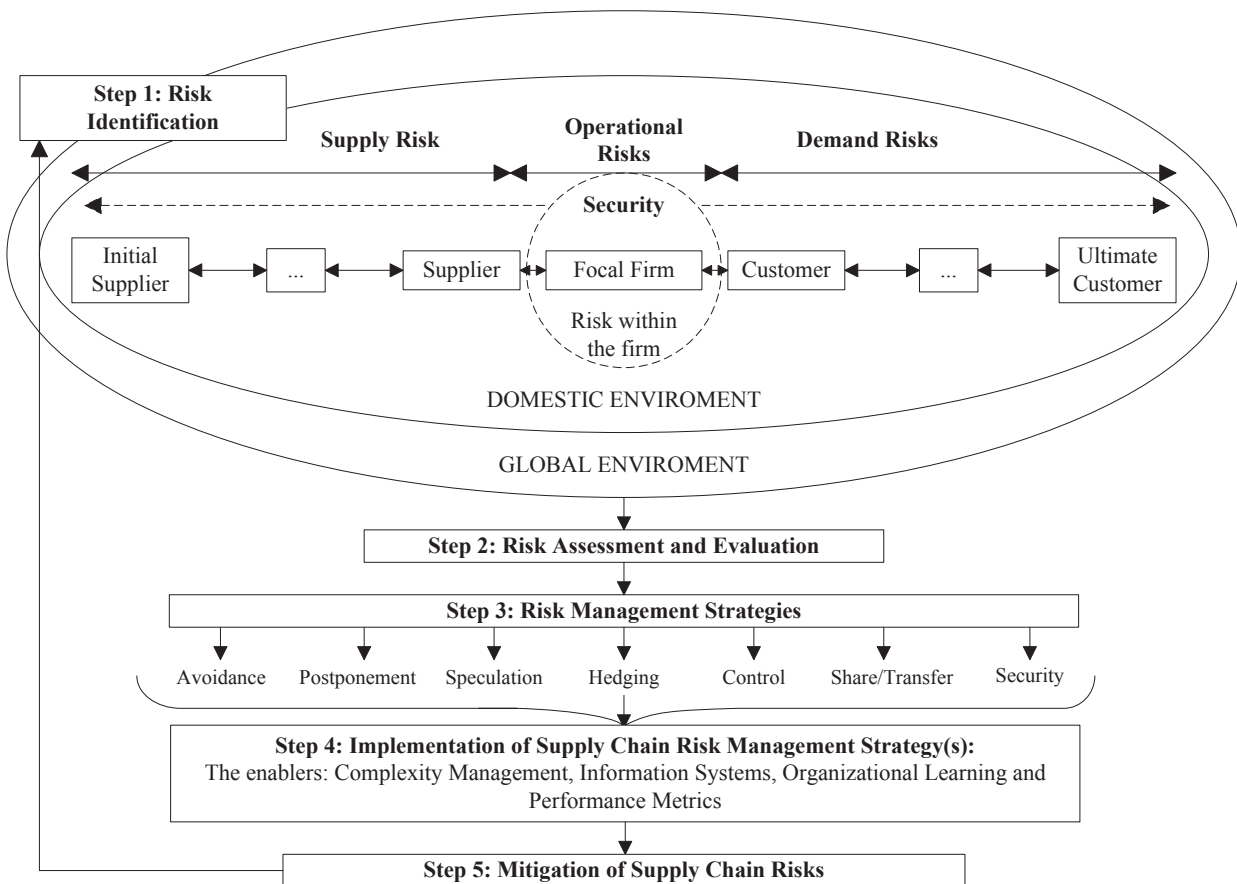 Step 1: Risk
Identification
Supply Risk
Operational
Risks
Demand Risks
Security
Initial
Supplier
...
Supplier
Focal Firm
Customer
...
Ultimate
Customer
Risk within
the firm
DOMESTIC ENVIROMENT
GLOBAL ENVIROMENT
Step 2: Risk Assessment and Evaluation
Step 3: Risk Management Strategies
Avoidance
Postponement
Speculation
Hedging
Control
Share/Transfer
Security
Step 4: Implementation of Supply Chain Risk Management Strategy(s):
The enablers: Complexity Management, Information Systems, Organizational Learning and
Performance Metrics
Step 5: Mitigation of Supply Chain Risks